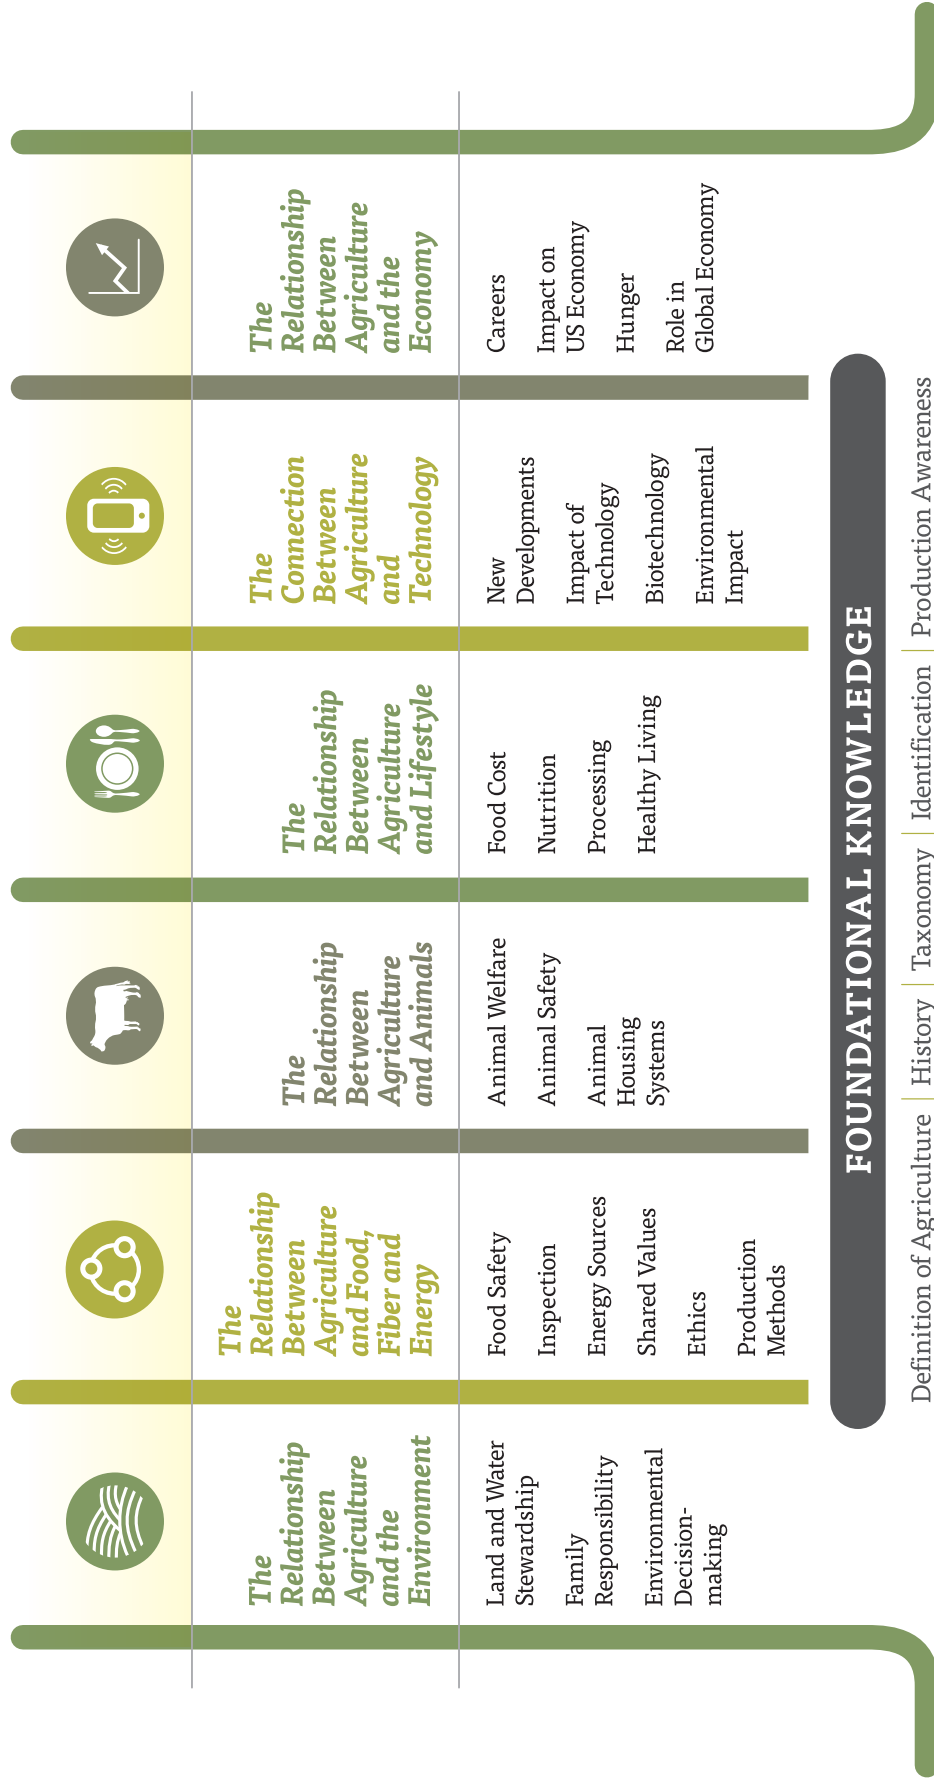 The
Relationship
Between
Agriculture
and the
Environment
Land and Water
Stewardship
Family
Responsibility
Environmental
Decision-
making
The
Relationship
Between
Agriculture
and Food,
Fiber and
Energy
Food Safety
Inspection
Energy Sources
Shared Values
Ethics
Production
Methods
The
Relationship
Between
Agriculture
and Animals
Animal Welfare
Animal Safety
Animal
Housing
Systems
The
Relationship
Between
Agriculture
and Lifestyle
Food Cost
Nutrition
Processing
Healthy Living
The
Connection
Between
Agriculture
and
Technology
New
Developments
Impact of
Technology
Biotechnology
Environmental
Impact
The
Relationship
Between
Agriculture
and the
Economy
Careers
Impact on
US Economy
Hunger
Role in
Global Economy
FOUNDATIONAL KNOWLEDGE
Definition of Agriculture | History | Taxonomy | Identification | Production Awareness